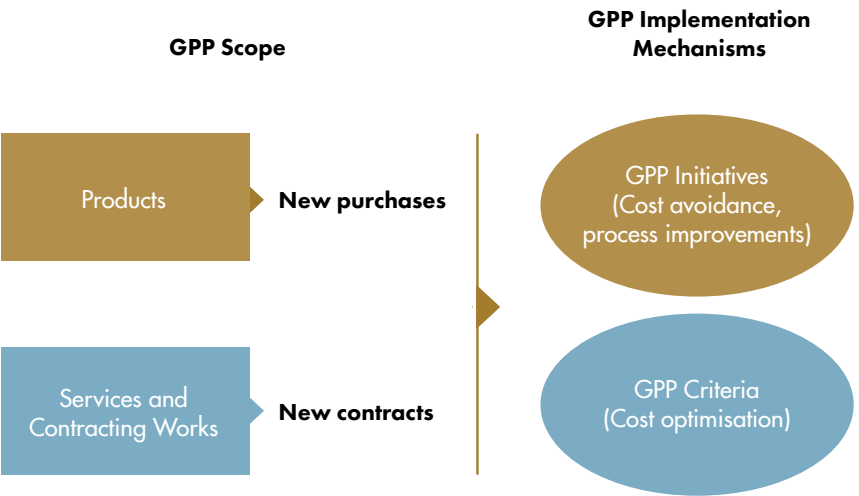 GPP Scope
GPP Implementation
Mechanisms
Products
New purchases
GPP Initiatives
(Cost avoidance,
process improvements)
Services and
Contracting Works
New contracts
GPP Criteria
(Cost optimisation)